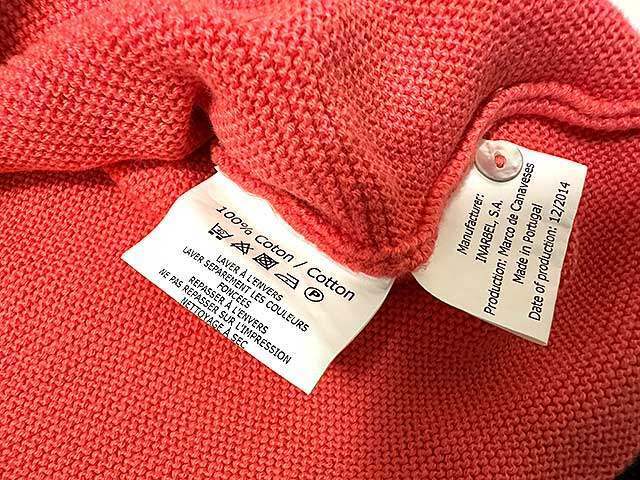 100% Coton / Cotton
LAVER À L'ENVERS
LAVER SEPAREMENT LES COULEURS
FONCÉES
REPASSER À L'ENVERS
NE PAS REPASSER SUR L'IMPRESSION
NETTOYAGE À SEC
Manufacturer:
INARBEL, S.A.
Production: Marco de Canaveses
Made in Portugal
Date of production: 12/2014